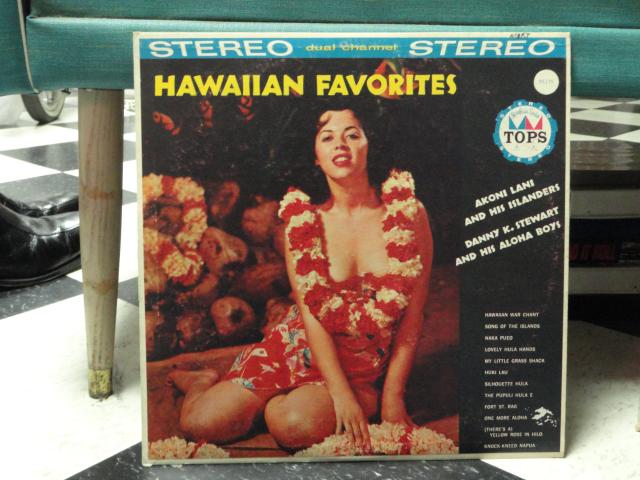 STEREO dual channel STEREO
HAWAIIAN FAVORITES
STEREO
TOPS
STEREO
AKONI LANI
AND HIS ISLANDERS
DANNY K. STEWART
AND HIS ALOHA BOYS
HAWAIIAN WAR CHANT
SONG OF THE ISLANDS
NAKA PUEO
LOVELY HULA HANDS
MY LITTLE GRASS SHACK
HUKI LAU
SILHOUETTE HULA
THE PUPULI HULA E
FORT ST. RAG
ONE MORE ALOHA
(THERE'S A)
YELLOW ROSE IN HILO
KNOCK-KNEED NAPUA